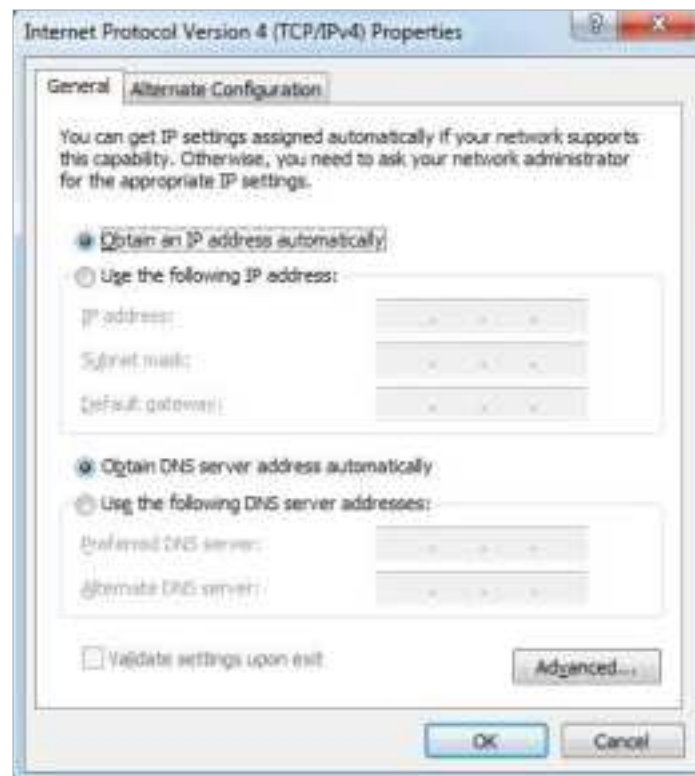 Internet Protocol Version 4 (TCP/IPv4) Properties
General
Alternate Configuration
You can get IP settings assigned automatically if your network supports
this capability. Otherwise, you need to ask your network administrator
for the appropriate IP settings.
Obtain an IP address automatically
Use the following IP address:
IP address:
Subnet mask:
Default gateway:
Obtain DNS server address automatically
Use the following DNS server addresses:
Preferred DNS server:
Alternate DNS server:
Validate settings upon exit
Advanced...
OK
Cancel